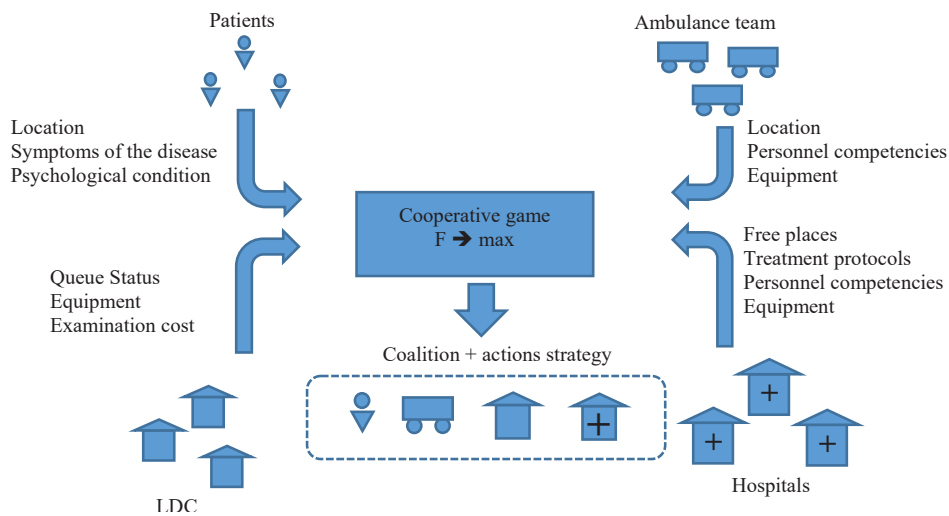 Patients
Ambulance team
Location
Symptoms of the disease
Psychological condition
Location
Personnel competencies
Equipment
Cooperative game
F ➔ max
Queue Status
Equipment
Examination cost
Free places
Treatment protocols
Personnel competencies
Equipment
Coalition + actions strategy
+
+
+
+
LDC
Hospitals